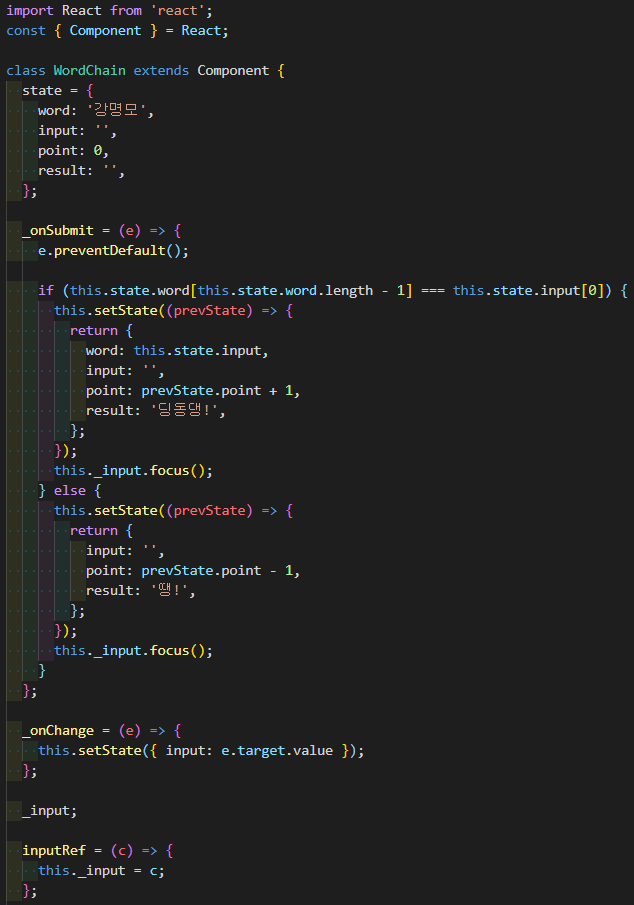 import React from 'react';
const { Component } = React;

class WordChain extends Component {
  state = {
    word: '강명모',
    input: '',
    point: 0,
    result: '',
  };

  _onSubmit = (e) => {
    e.preventDefault();

    if (this.state.word[this.state.word.length - 1] === this.state.input[0]) {
      this.setState((prevState) => {
        return {
          word: this.state.input,
          input: '',
          point: prevState.point + 1,
          result: '딩동댕!',
        };
      });
      this._input.focus();
    } else {
      this.setState((prevState) => {
        return {
          input: '',
          point: prevState.point - 1,
          result: '땡!',
        };
      });
      this._input.focus();
    }
  };

  _onChange = (e) => {
    this.setState({ input: e.target.value });
  };

  _input;

  inputRef = (c) => {
    this._input = c;
  };